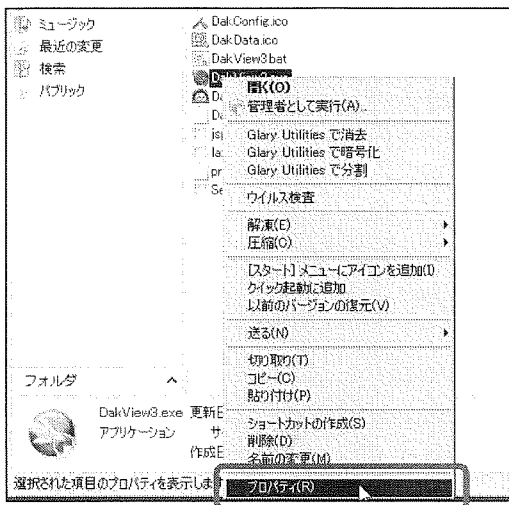 ミュージック
最近の変更
検索
パブリック
DakConfig.ico
DakData.ico
DakView3.bat
開く(O)
管理者として実行(A)...
Glary Utilities で消去
Glary Utilities で暗号化
Glary Utilities で分割
ウイルス検査
解凍(E)
圧縮(C)
[スタート] メニューにアイコンを追加(I)
クイック起動に追加
以前のバージョンの復元(V)
送る(N)
切り取り(T)
コピー(C)
貼り付け(P)
ショートカットの作成(S)
削除(D)
名前の変更(M)
プロパティ(R)
フォルダ
DakView3.exe 更新日
アプリケーション サ
作成日
選択された項目のプロパティを表示しま